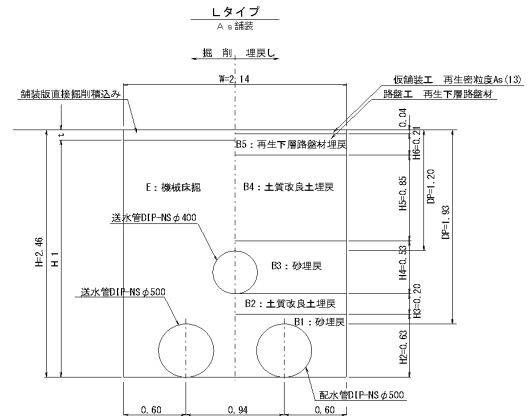 Lタイプ
As舗装
掘 削 埋戻し
W=2.14
仮舗装工 再生密粒度As(13)
路盤工 再生下層路盤材
舗装版直接掘削積込み
t
0.04
B5：再生下層路盤材埋戻
H6=0.21
E：機械床掘
B4：土質改良土埋戻
H5=0.85
DP=1.20
DP=1.93
送水管DIP-NSφ400
H=2.46
H1
B3：砂埋戻
H4=0.53
送水管DIP-NSφ500
B2：土質改良土埋戻
H3=0.20
B1：砂埋戻
H2=0.63
配水管DIP-NSφ500
0.60
0.94
0.60